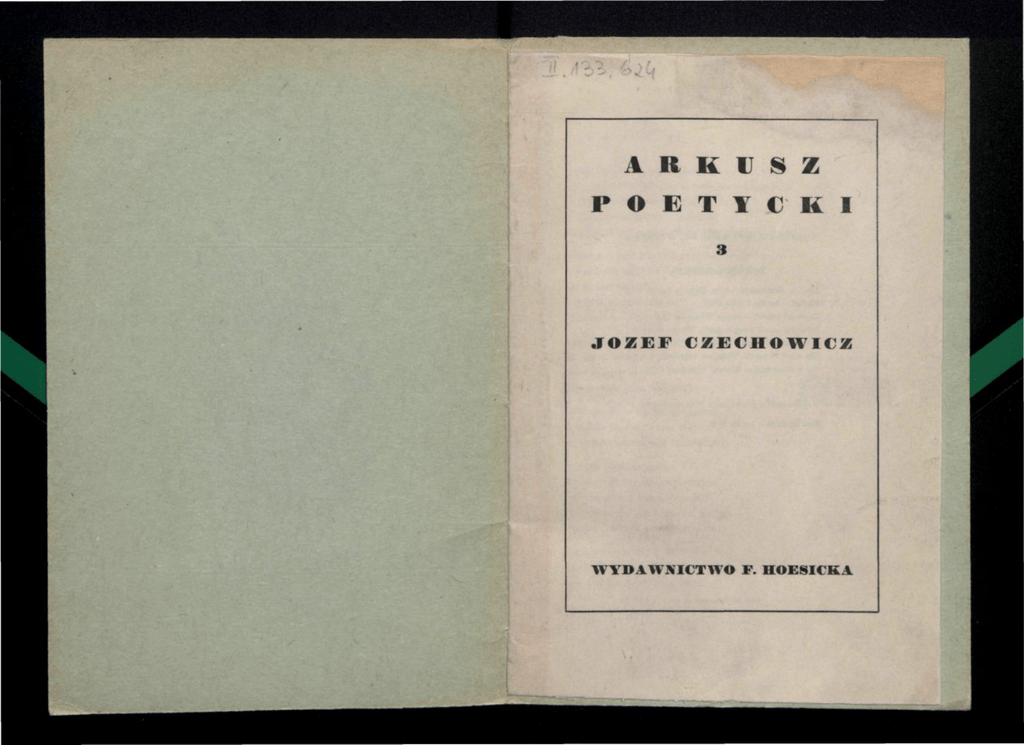 II. 133. 624
ARKUSZ
POETYCKI
3
JOZEF CZECHOWICZ
WYDAWNICTWO F. HOESICKA